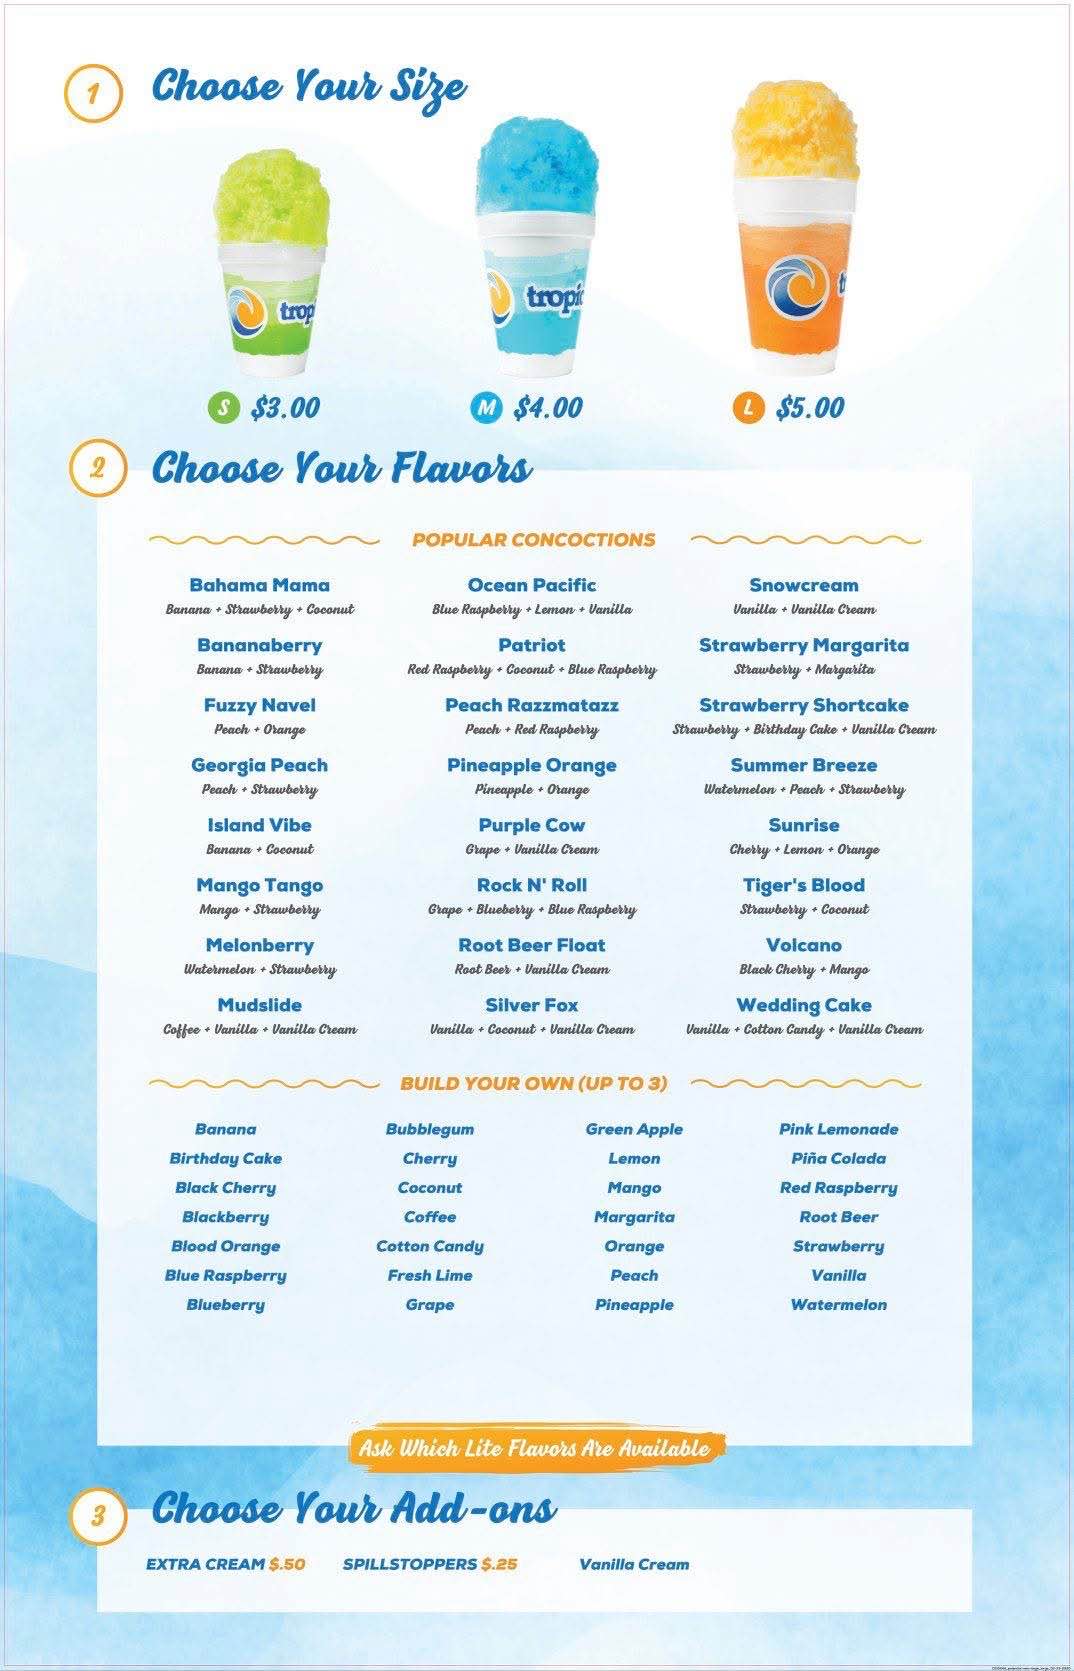 1
Choose Your Size
trop
tropic
t
S $3.00
M $4.00
L $5.00
2
Choose Your Flavors
POPULAR CONCOCTIONS
Bahama Mama
Banana + Strawberry + Coconut
Bananaberry
Banana + Strawberry
Fuzzy Navel
Peach + Orange
Georgia Peach
Peach + Strawberry
Island Vibe
Banana + Coconut
Mango Tango
Mango + Strawberry
Melonberry
Watermelon + Strawberry
Mudslide
Coffee + Vanilla + Vanilla Cream
Ocean Pacific
Blue Raspberry + Lemon + Vanilla
Patriot
Red Raspberry + Coconut + Blue Raspberry
Peach Razzmatazz
Peach + Red Raspberry
Pineapple Orange
Pineapple + Orange
Purple Cow
Grape + Vanilla Cream
Rock N' Roll
Grape + Blueberry + Blue Raspberry
Root Beer Float
Root Beer + Vanilla Cream
Silver Fox
Vanilla + Coconut + Vanilla Cream
Snowcream
Vanilla + Vanilla Cream
Strawberry Margarita
Strawberry + Margarita
Strawberry Shortcake
Strawberry + Birthday Cake + Vanilla Cream
Summer Breeze
Watermelon + Peach + Strawberry
Sunrise
Cherry + Lemon + Orange
Tiger's Blood
Strawberry + Coconut
Volcano
Black Cherry + Mango
Wedding Cake
Vanilla + Cotton Candy + Vanilla Cream
BUILD YOUR OWN (UP TO 3)
Banana
Birthday Cake
Black Cherry
Blackberry
Blood Orange
Blue Raspberry
Blueberry
Bubblegum
Cherry
Coconut
Coffee
Cotton Candy
Fresh Lime
Grape
Green Apple
Lemon
Mango
Margarita
Orange
Peach
Pineapple
Pink Lemonade
Piña Colada
Red Raspberry
Root Beer
Strawberry
Vanilla
Watermelon
Ask Which Lite Flavors Are Available
3
Choose Your Add-ons
EXTRA CREAM $.50
SPILLSTOPPERS $.25
Vanilla Cream